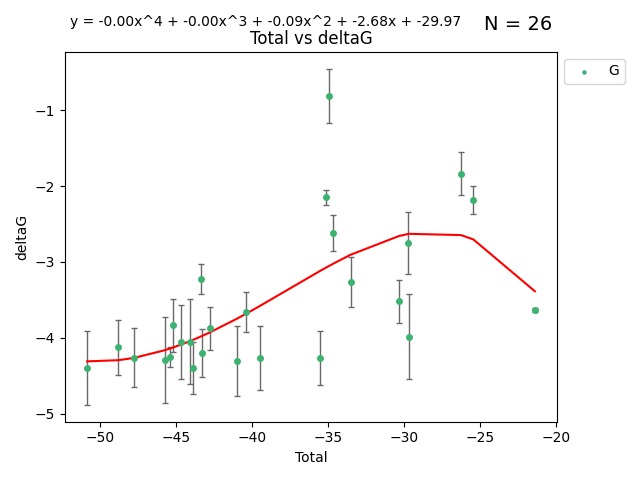 y = -0.00x^4 + -0.00x^3 + -0.09x^2 + -2.68x + -29.97
N = 26
Total vs deltaG
G
deltaG
−1
−2
−3
−4
−5
−50 −45 −40 −35 −30 −25 −20
Total